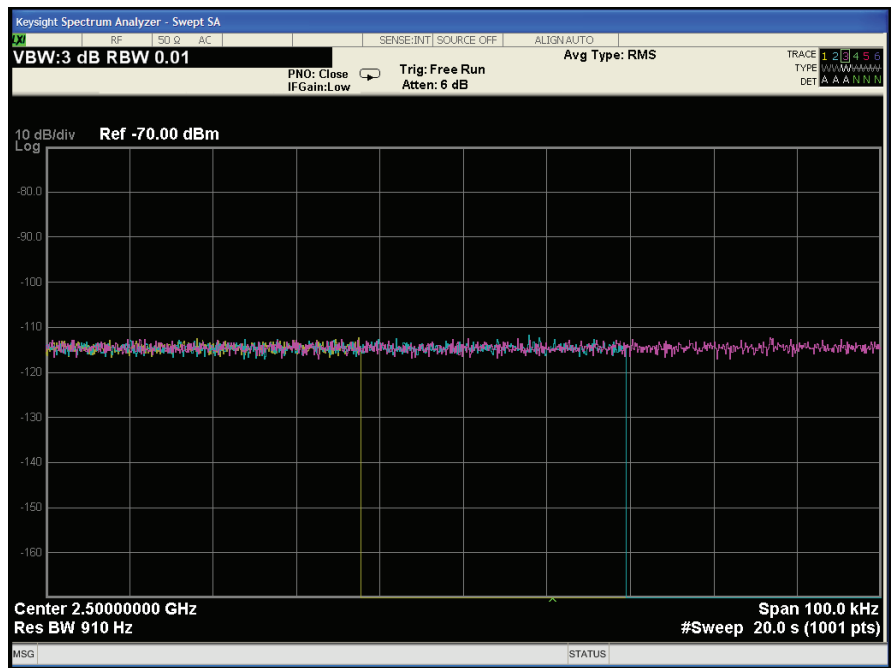 Keysight Spectrum Analyzer - Swept SA
LXI RF 50 Ω AC SENSE:INT SOURCE OFF ALIGN AUTO
VBW:3 dB RBW 0.01
PNO: Close
IFGain:Low
Trig: Free Run
Atten: 6 dB
Avg Type: RMS
TRACE 1 2 3 4 5 6
TYPE
DET A A A N N N
10 dB/div Ref -70.00 dBm
Log
-80.0
-90.0
-100
-110
-120
-130
-140
-150
-160
Center 2.50000000 GHz
Span 100.0 kHz
Res BW 910 Hz
#Sweep 20.0 s (1001 pts)
MSG STATUS